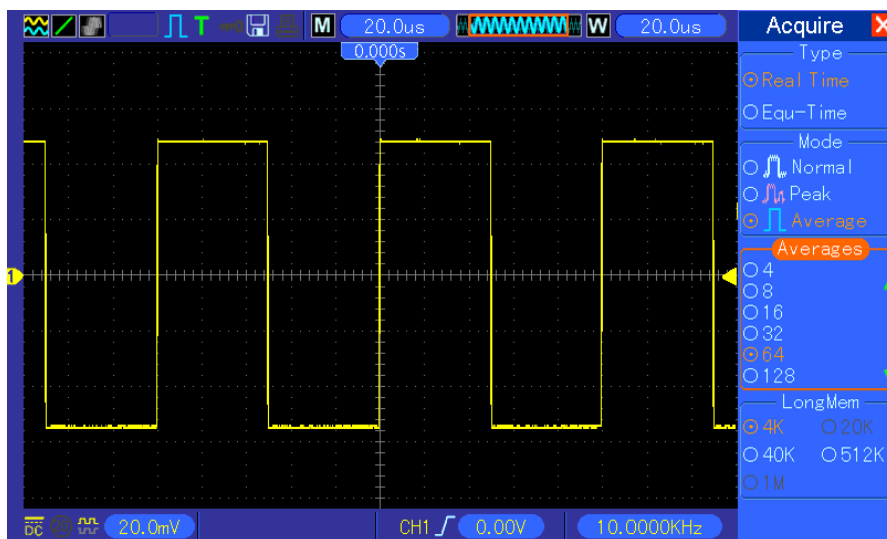 T M 20.0us W 20.0us
0.000s
Acquire X
Type
Real Time
Equ-Time
Mode
Normal
Peak
Average
Averages
4
8
16
32
64
128
LongMem
4K 20K
40K 512K
1M
1
DC 20.0mV CH1 0.00V 10.0000KHz